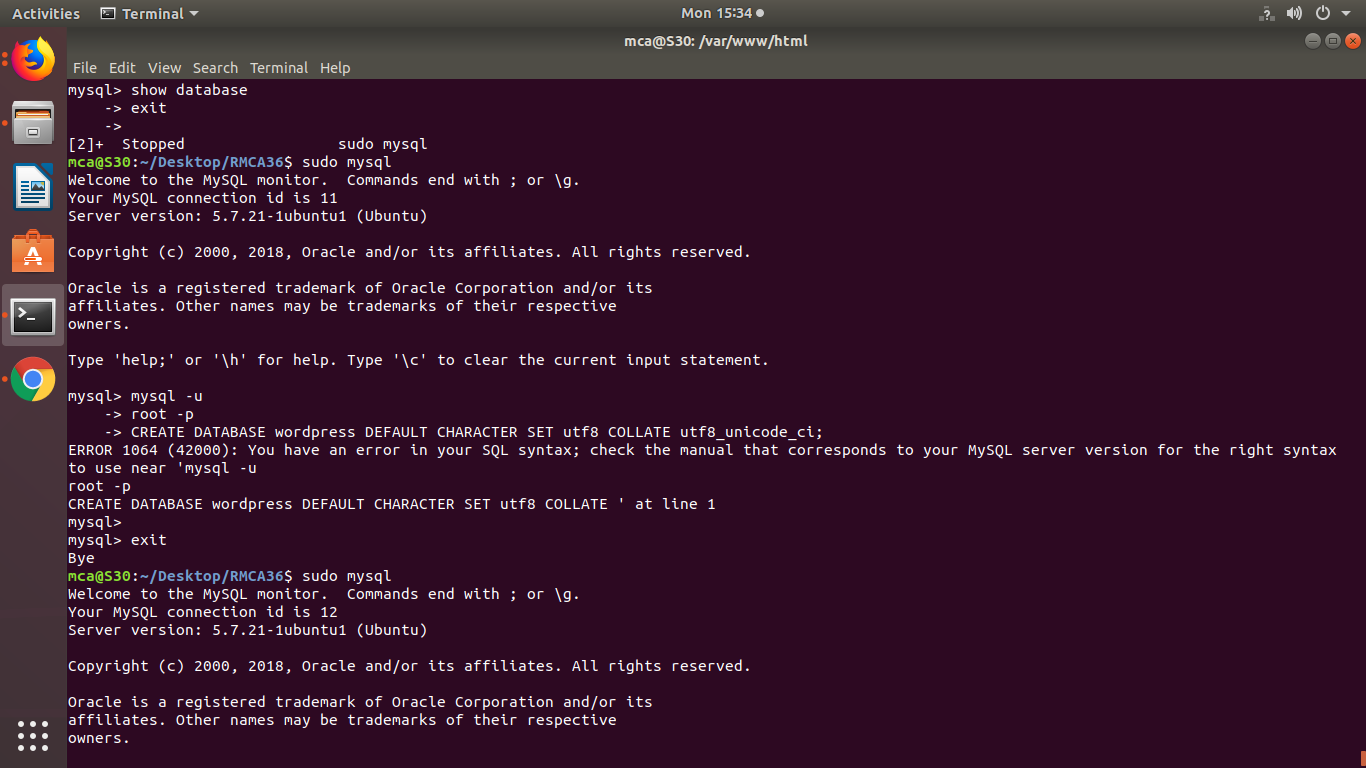 Activities Terminal Mon 15:34
mca@S30: /var/www/html
File Edit View Search Terminal Help
mysql> show database
    -> exit
    ->
[2]+  Stopped                 sudo mysql
mca@S30:~/Desktop/RMCA36$ sudo mysql
Welcome to the MySQL monitor.  Commands end with ; or \g.
Your MySQL connection id is 11
Server version: 5.7.21-1ubuntu1 (Ubuntu)

Copyright (c) 2000, 2018, Oracle and/or its affiliates. All rights reserved.

Oracle is a registered trademark of Oracle Corporation and/or its
affiliates. Other names may be trademarks of their respective
owners.

Type 'help;' or '\h' for help. Type '\c' to clear the current input statement.

mysql> mysql -u
    -> root -p
    -> CREATE DATABASE wordpress DEFAULT CHARACTER SET utf8 COLLATE utf8_unicode_ci;
ERROR 1064 (42000): You have an error in your SQL syntax; check the manual that corresponds to your MySQL server version for the right syntax
to use near 'mysql -u
root -p
CREATE DATABASE wordpress DEFAULT CHARACTER SET utf8 COLLATE ' at line 1
mysql>
mysql> exit
Bye
mca@S30:~/Desktop/RMCA36$ sudo mysql
Welcome to the MySQL monitor.  Commands end with ; or \g.
Your MySQL connection id is 12
Server version: 5.7.21-1ubuntu1 (Ubuntu)

Copyright (c) 2000, 2018, Oracle and/or its affiliates. All rights reserved.

Oracle is a registered trademark of Oracle Corporation and/or its
affiliates. Other names may be trademarks of their respective
owners.